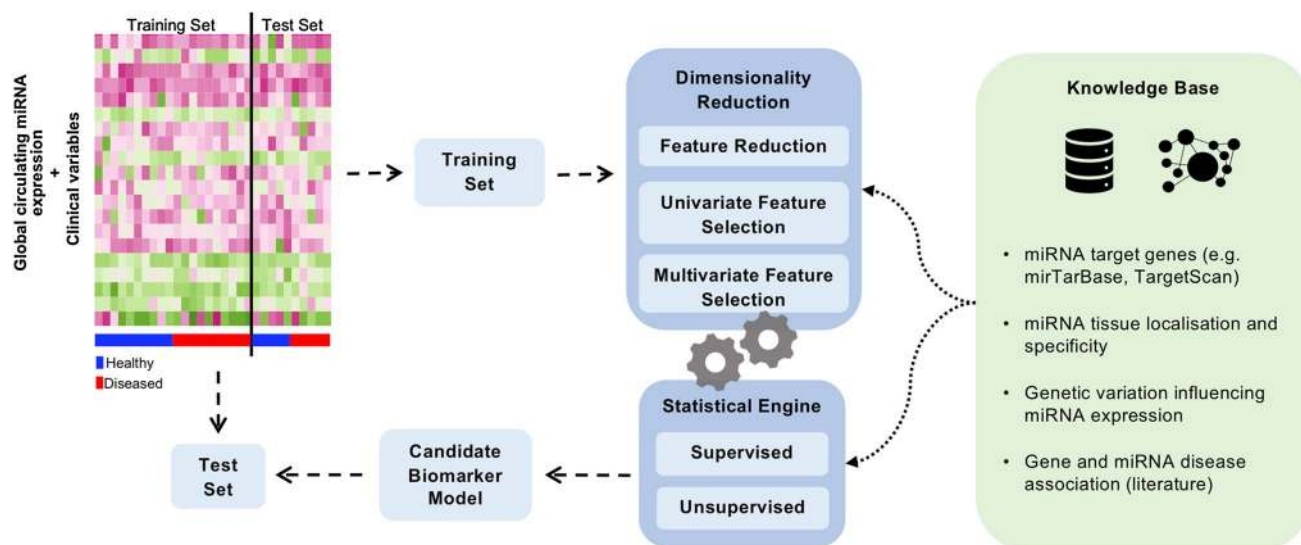 Training Set
Test Set
Global circulating miRNA
expression
+
Clinical variables
Healthy
Diseased
Training
Set
Dimensionality
Reduction
Feature Reduction
Univariate Feature
Selection
Multivariate Feature
Selection
Statistical Engine
Supervised
Unsupervised
Candidate
Biomarker
Model
Test
Set
Knowledge Base
• miRNA target genes (e.g.
mirTarBase, TargetScan)
• miRNA tissue localisation and
specificity
• Genetic variation influencing
miRNA expression
• Gene and miRNA disease
association (literature)